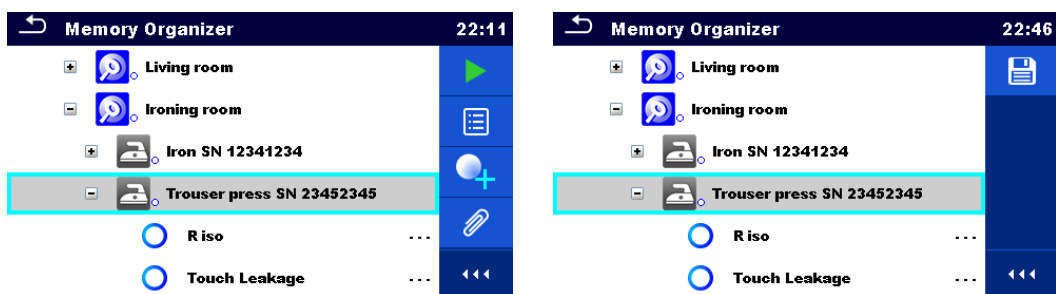 Memory Organizer 22:11
Living room
Ironing room
Iron SN 12341234
Trouser press SN 23452345
R iso ...
Touch Leakage ...
Memory Organizer 22:46
Living room
Ironing room
Iron SN 12341234
Trouser press SN 23452345
R iso ...
Touch Leakage ...